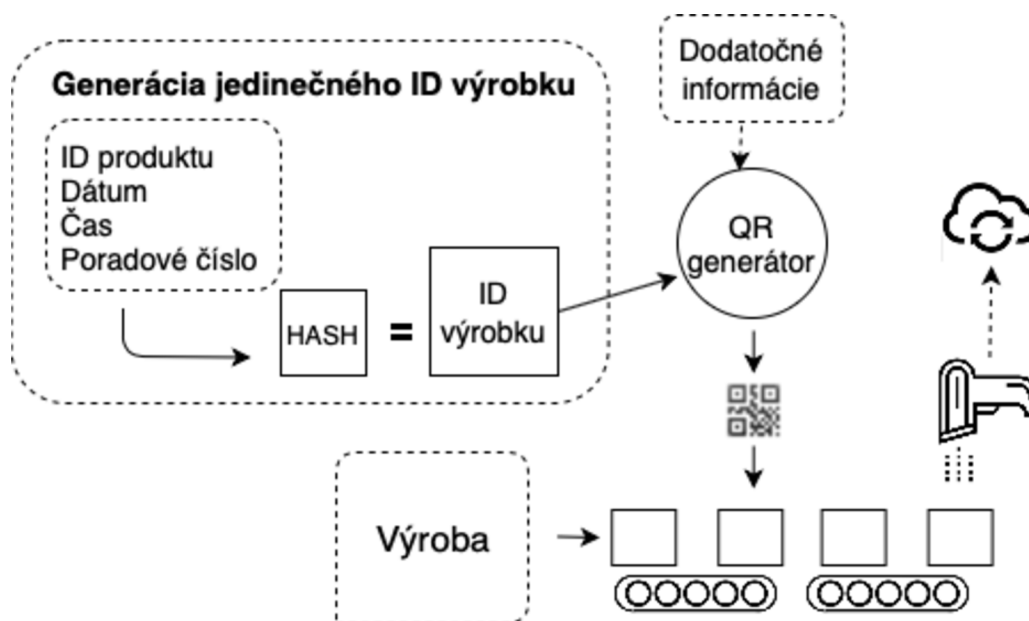 Generácia jedinečného ID výrobku
ID produktu
Dátum
Čas
Poradové číslo
HASH
=
ID
výrobku
Dodatočné
informácie
QR
generátor
Výroba